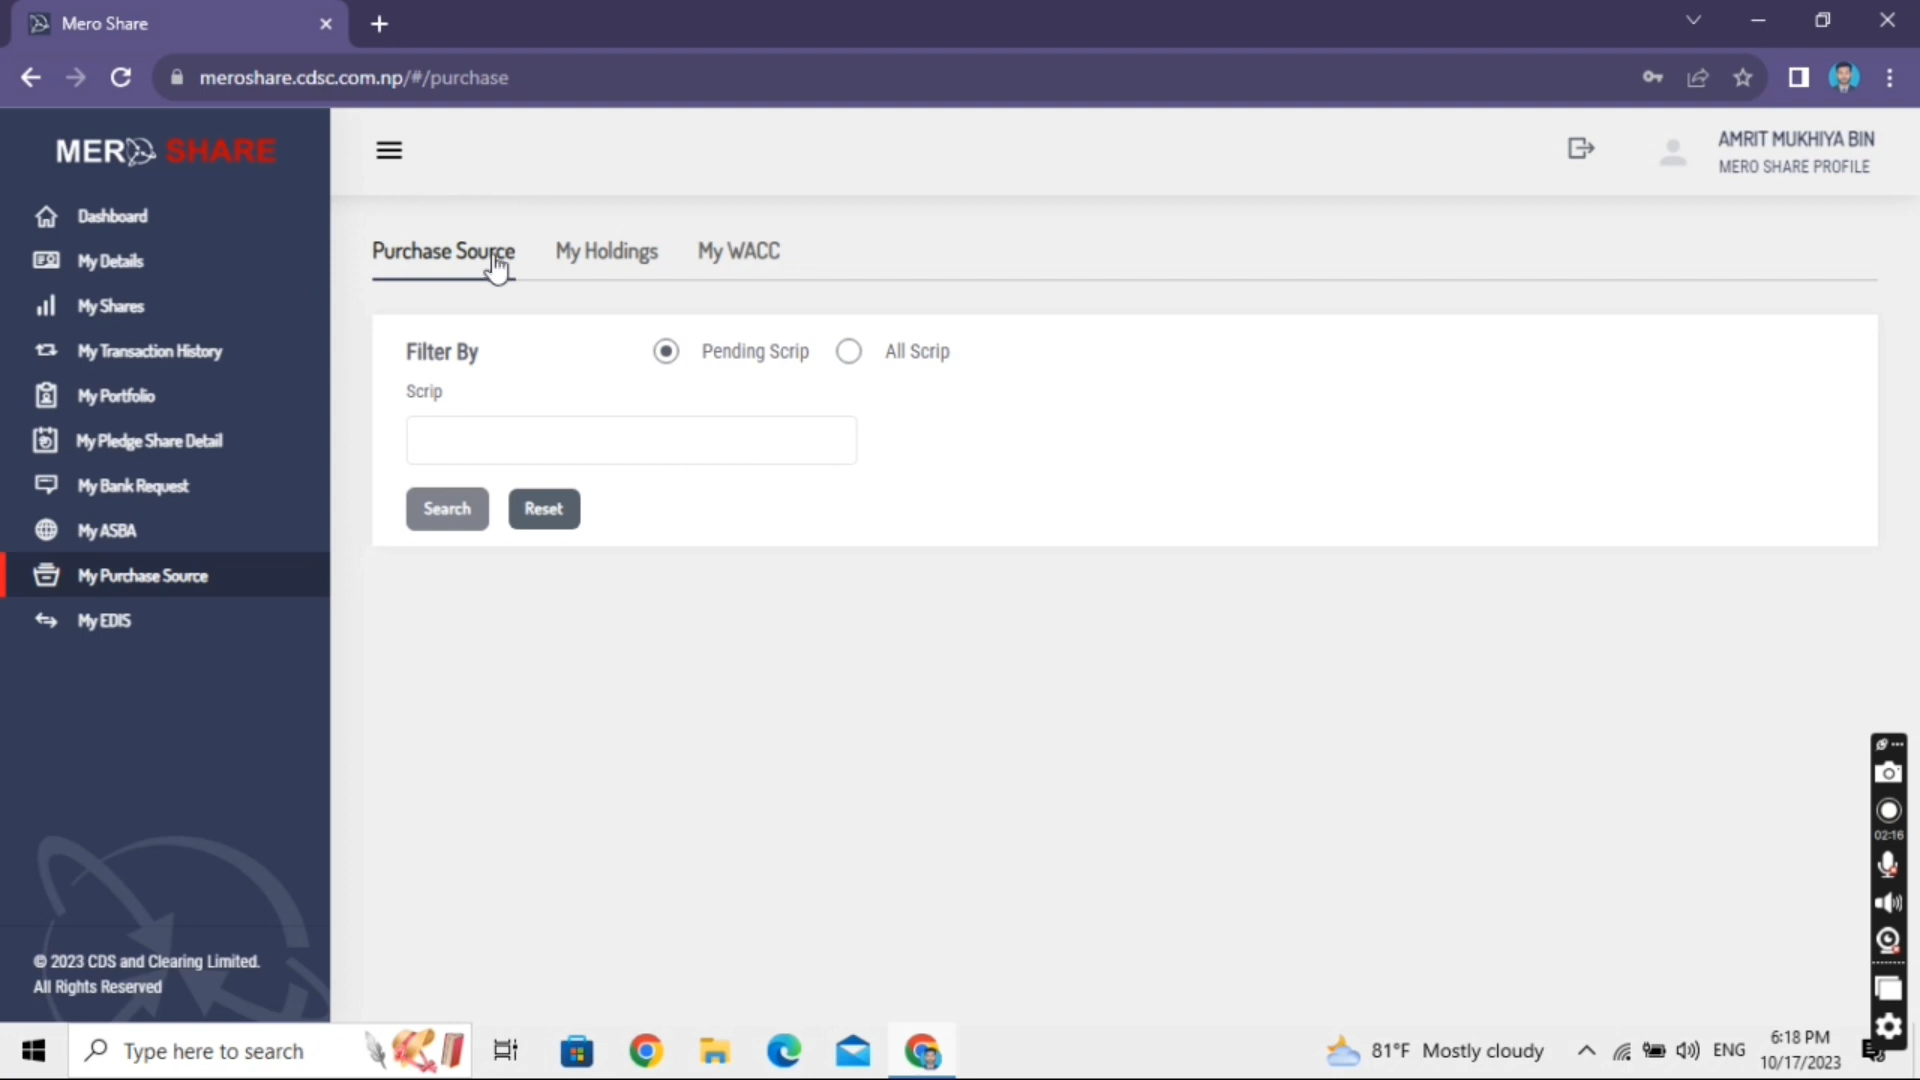 Mero Share
meroshare.cdsc.com.np/#/purchase
MERO SHARE
AMRIT MUKHIYA BIN
MERO SHARE PROFILE
Dashboard
My Details
My Shares
My Transaction History
My Portfolio
My Pledge Share Detail
My Bank Request
My ASBA
My Purchase Source
My EDIS
Purchase Source My Holdings My WACC
Filter By Pending Scrip All Scrip
Scrip
Search Reset
© 2023 CDS and Clearing Limited.
All Rights Reserved
02:16
Type here to search
81°F Mostly cloudy
ENG
6:18 PM
10/17/2023